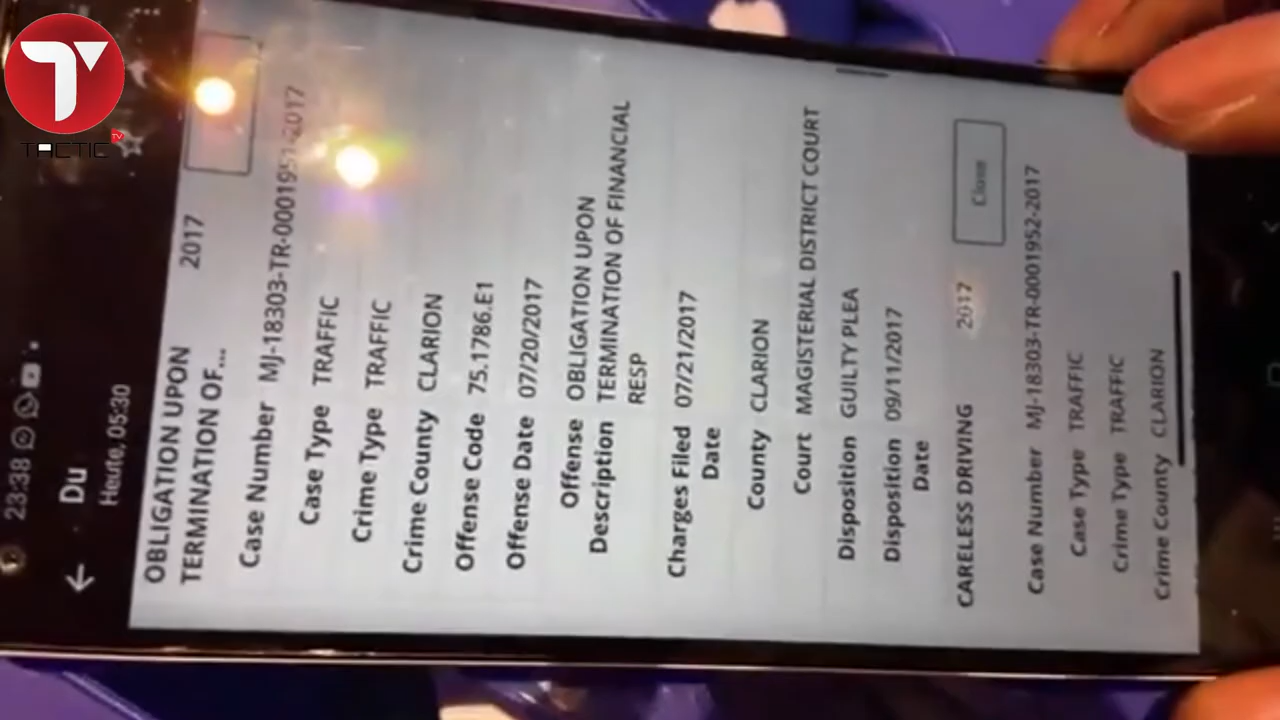 TACTIC
TV
23:38
Du
Heute, 05:30
OBLIGATION UPON 2017
TERMINATION OF...
Case Number MJ-18303-TR-0001951-2017
Case Type TRAFFIC
Crime Type TRAFFIC
Crime County CLARION
Offense Code 75.1786.E1
Offense Date 07/20/2017
Offense OBLIGATION UPON
Description TERMINATION OF FINANCIAL
RESP
Charges Filed 07/21/2017
Date
County CLARION
Court MAGISTERIAL DISTRICT COURT
Disposition GUILTY PLEA
Disposition 09/11/2017
Date
CARELESS DRIVING 2017 Close
Case Number MJ-18303-TR-0001952-2017
Case Type TRAFFIC
Crime Type TRAFFIC
Crime County CLARION